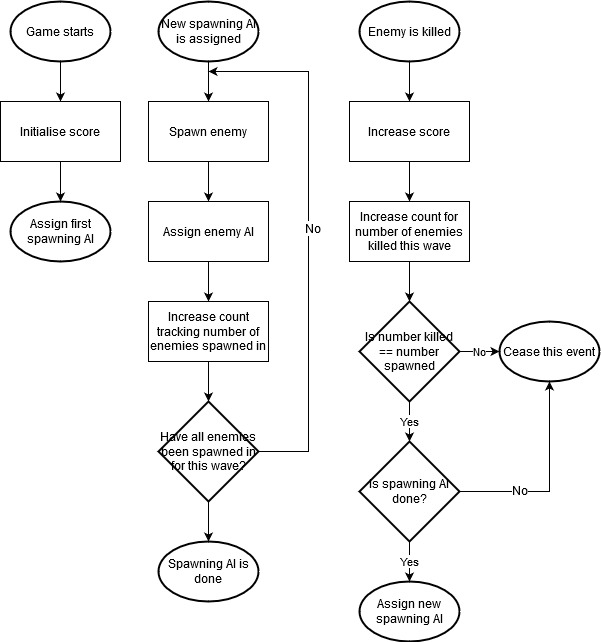 Game starts
Initialise score
Assign first
spawning AI
New spawning AI
is assigned
Spawn enemy
Assign enemy AI
Increase count
tracking number of
enemies spawned in
Have all enemies
been spawned in
for this wave?
No
Spawning AI is
done
Enemy is killed
Increase score
Increase count for
number of enemies
killed this wave
Is number killed
== number
spawned
No
Cease this event
Yes
Is spawning AI
done?
No
Yes
Assign new
spawning AI